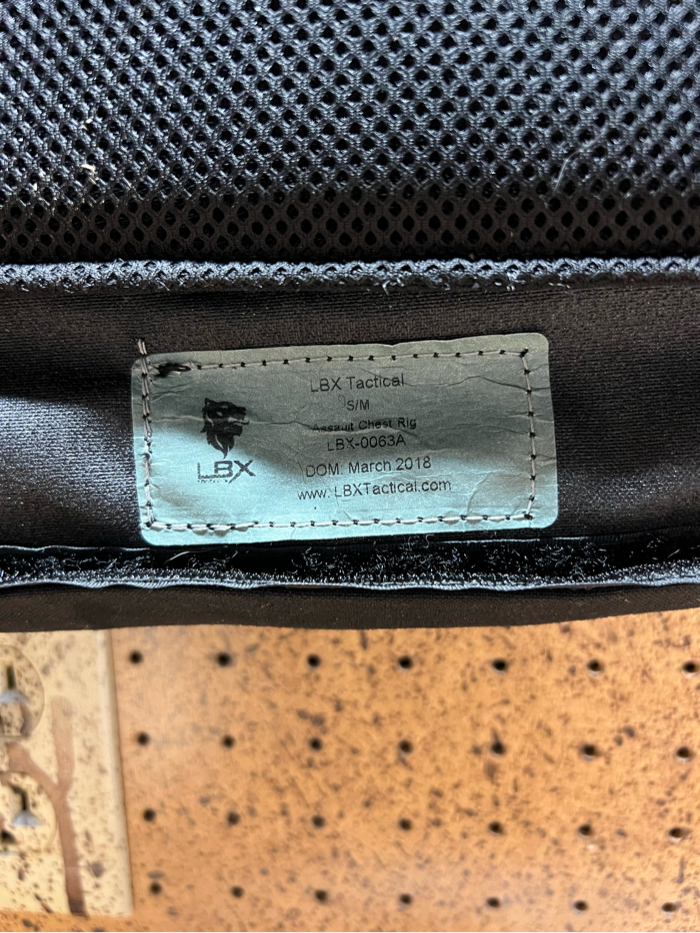 LBX Tactical
S/M
Assault Chest Rig
LBX-0063A
DOM: March 2018
www.LBXTactical.com
LBX